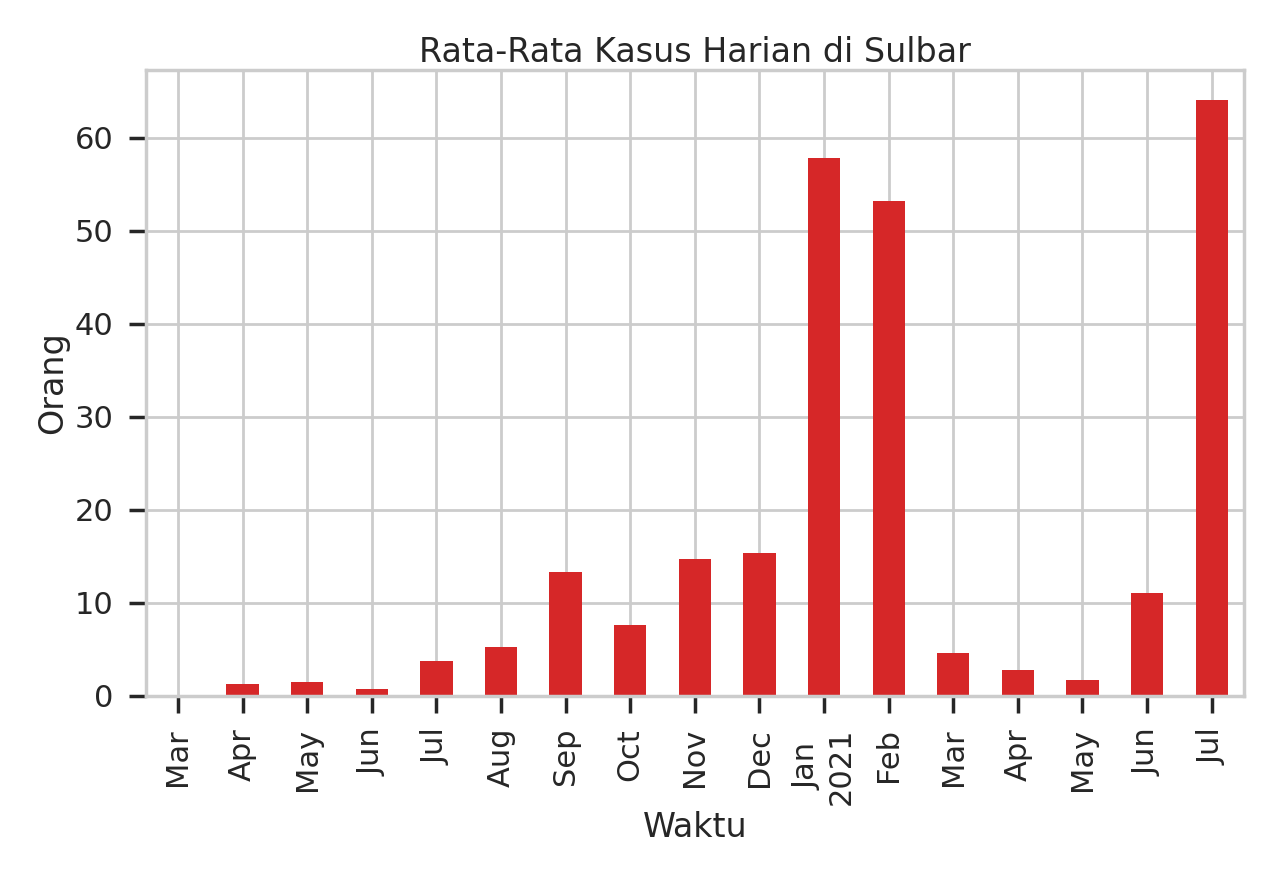 Rata-Rata Kasus Harian di Sulbar
Orang
60
50
40
30
20
10
0
Mar
Apr
May
Jun
Jul
Aug
Sep
Oct
Nov
Dec
Jan
2021
Feb
Mar
Apr
May
Jun
Jul
Waktu